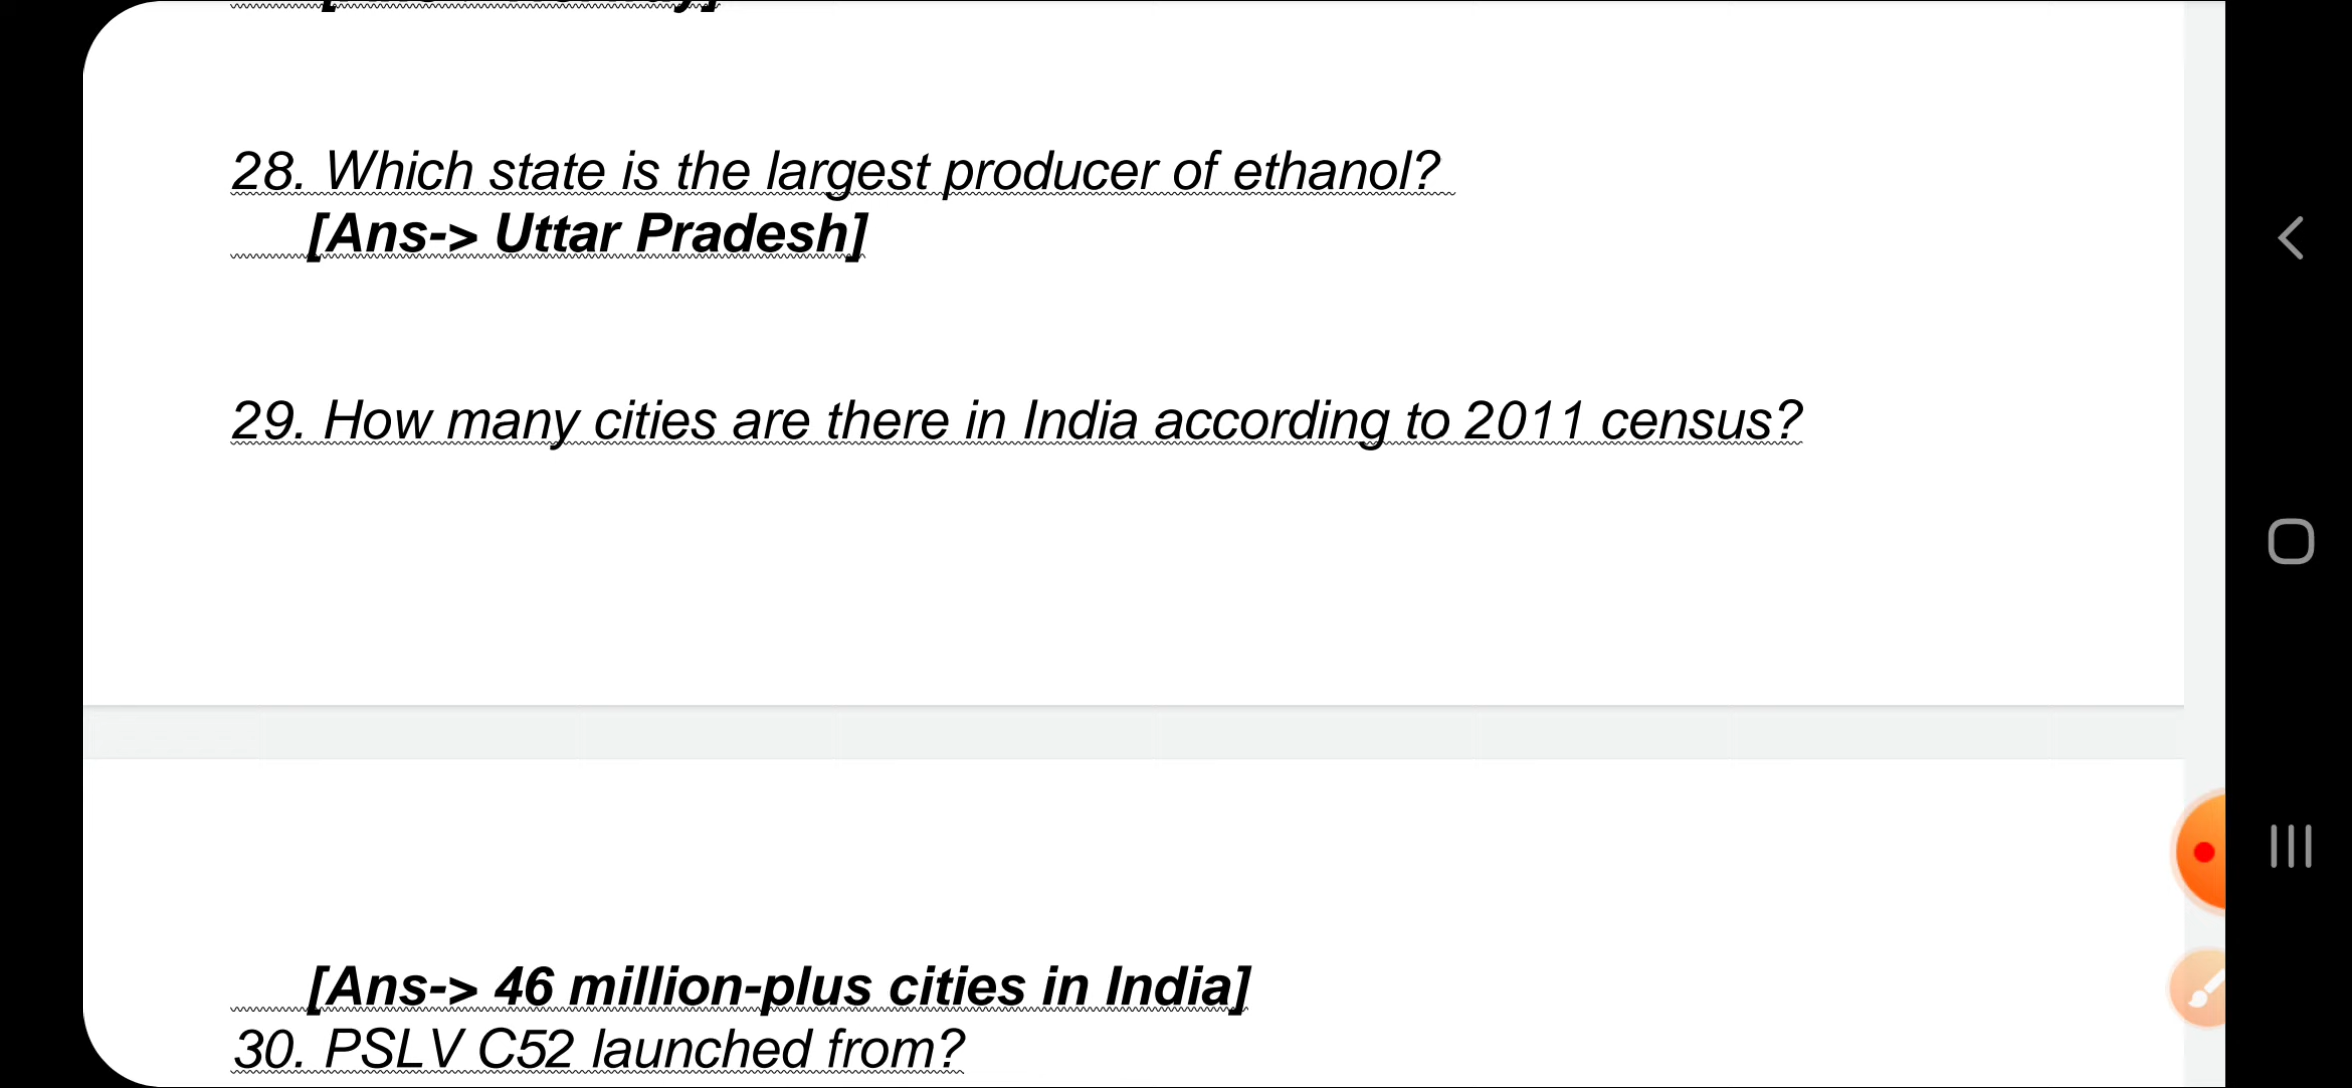 28. Which state is the largest producer of ethanol?
[Ans-> Uttar Pradesh]
29. How many cities are there in India according to 2011 census?
[Ans-> 46 million-plus cities in India]
30. PSLV C52 launched from?